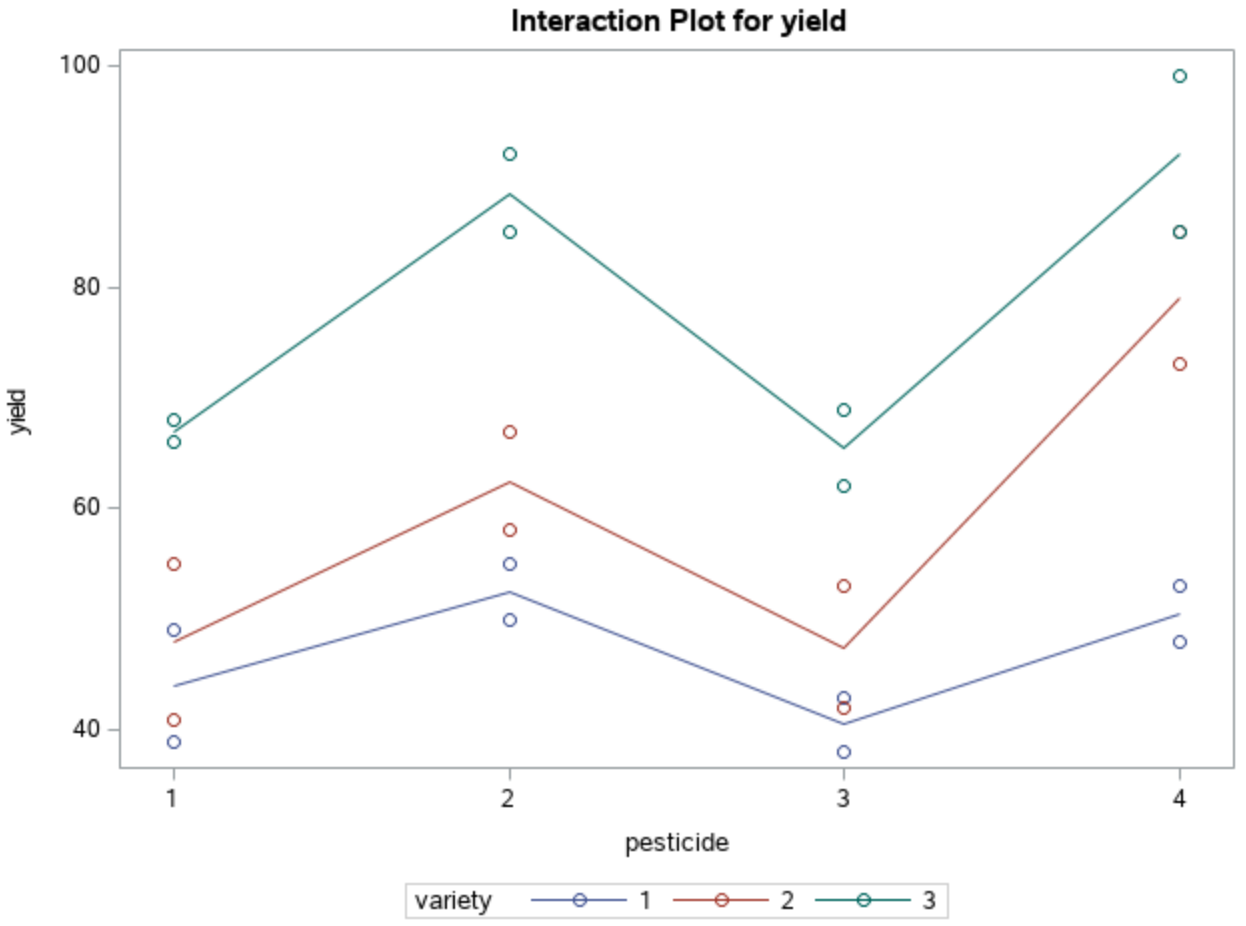 Interaction Plot for yield
100
80
60
40
yield
1 2 3 4
pesticide
variety 1 2 3